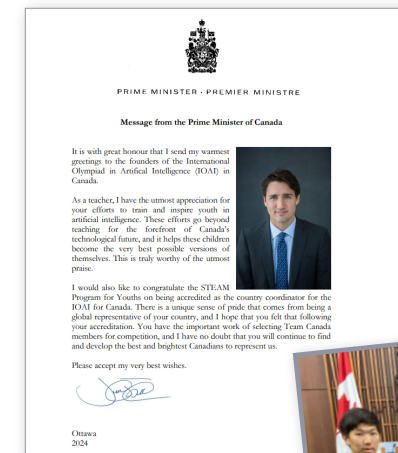 PRIME MINISTER · PREMIER MINISTRE
Message from the Prime Minister of Canada
It is with great honour that I send my warmest
greetings to the founders of the International
Olympiad in Artifical Intelligence (IOAI) in
Canada.
As a teacher, I have the utmost appreciation for
your efforts to train and inspire youth in
artificial intelligence. These efforts go beyond
teaching for the forefront of Canada's
technological future, and it helps these children
become the very best possible versions of
themselves. This is truly worthy of the utmost
praise.
I would also like to congratulate the STEAM
Program for Youths on being accredited as the country coordinator for the
IOAI for Canada. There is a unique sense of pride that comes from being a
global representative of your country, and I hope that you felt that following
your accreditation. You have the important work of selecting Team Canada
members for competition, and I have no doubt that you will continue to find
and develop the best and brightest Canadians to represent us.
Please accept my very best wishes.
Ottawa
2024